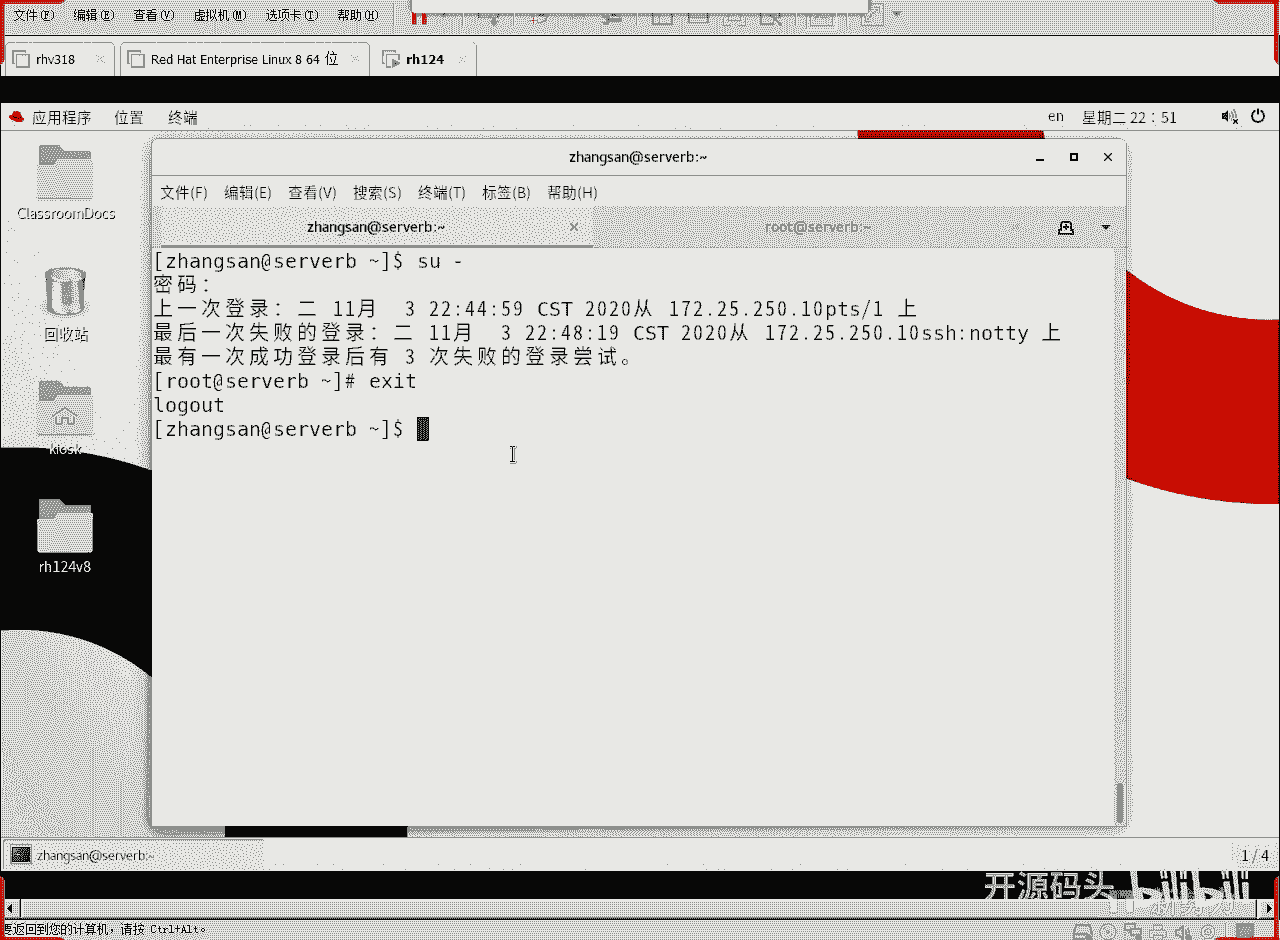 文件(F) 编辑(E) 查看(V) 虚拟机(M) 选项卡(T) 帮助(H)
rhv318 Red Hat Enterprise Linux 8 64 位 rh124
应用程序 位置 终端 en 星期二 22：51
zhangsan@serverb:~
ClassroomDocs
文件(F) 编辑(E) 查看(V) 搜索(S) 终端(T) 标签(B) 帮助(H)
zhangsan@serverb:~ root@serverb:~
[zhangsan@serverb ~]$ su -
密码：
上一次登录：二 11月  3 22:44:59 CST 2020从 172.25.250.10pts/1 上
最后一次失败的登录：二 11月  3 22:48:19 CST 2020从 172.25.250.10ssh:notty 上
最有一次成功登录后有 3 次失败的登录尝试。
[root@serverb ~]# exit
logout
[zhangsan@serverb ~]$
回收站
kiosk
rh124v8
zhangsan@serverb:~ 1 / 4
开源码头 bilibili
要返回到您的计算机，请按 Ctrl+Alt。